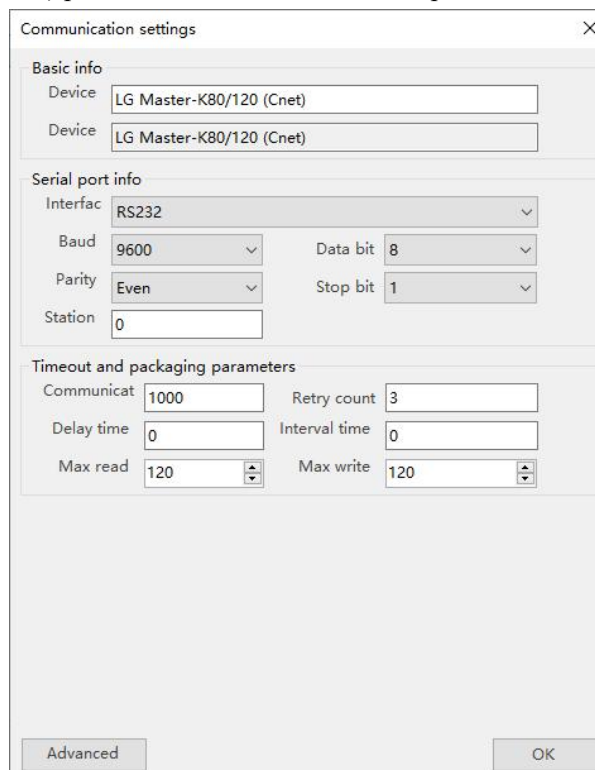 Communication settings
Basic info
Device LG Master-K80/120 (Cnet)
Device LG Master-K80/120 (Cnet)
Serial port info
Interfac RS232
Baud 9600 Data bit 8
Parity Even Stop bit 1
Station 0
Timeout and packaging parameters
Communicat 1000 Retry count 3
Delay time 0 Interval time 0
Max read 120 Max write 120
Advanced OK